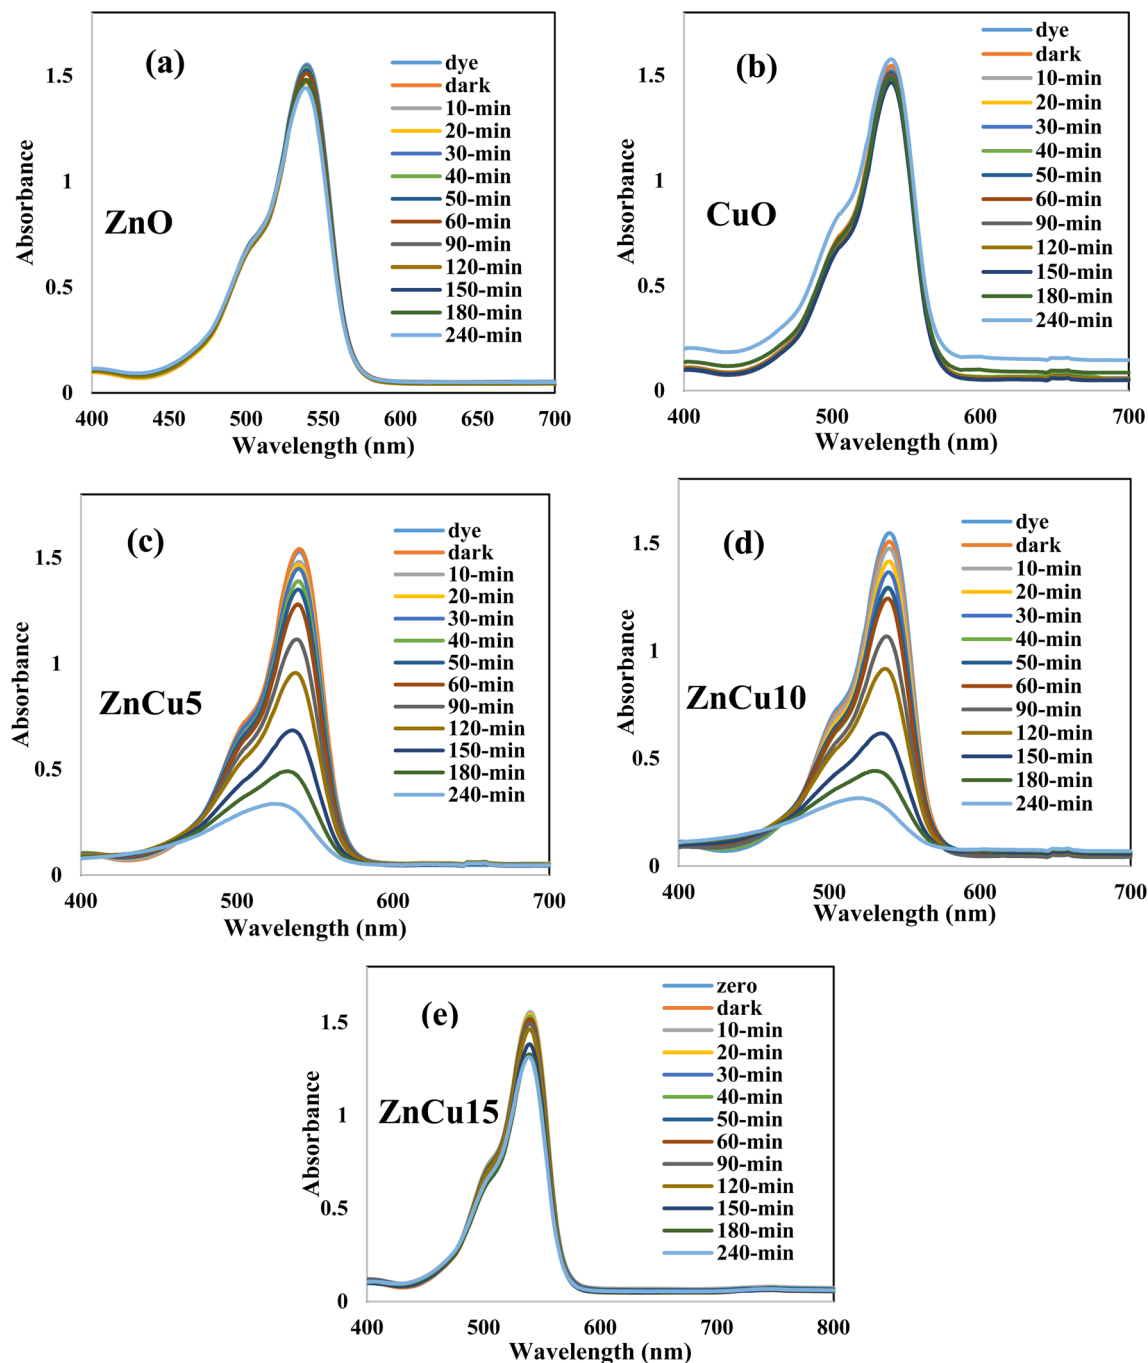 (a)
ZnO
Absorbance
1.5
1
0.5
0
400
450
500
550
600
650
700
Wavelength (nm)
dye
dark
10-min
20-min
30-min
40-min
50-min
60-min
90-min
120-min
150-min
180-min
240-min
(b)
CuO
Absorbance
1.5
1
0.5
0
400
500
600
700
Wavelength (nm)
dye
dark
10-min
20-min
30-min
40-min
50-min
60-min
90-min
120-min
150-min
180-min
240-min
(c)
ZnCu5
Absorbance
1.5
1
0.5
0
400
500
600
700
Wavelength (nm)
dye
dark
10-min
20-min
30-min
40-min
50-min
60-min
90-min
120-min
150-min
180-min
240-min
(d)
ZnCu10
Absorbance
1.5
1
0.5
0
400
500
600
700
Wavelength (nm)
dye
dark
10-min
20-min
30-min
40-min
50-min
60-min
90-min
120-min
150-min
180-min
240-min
(e)
ZnCu15
Absorbance
1.5
1
0.5
0
400
500
600
700
800
Wavelength (nm)
zero
dark
10-min
20-min
30-min
40-min
50-min
60-min
90-min
120-min
150-min
180-min
240-min